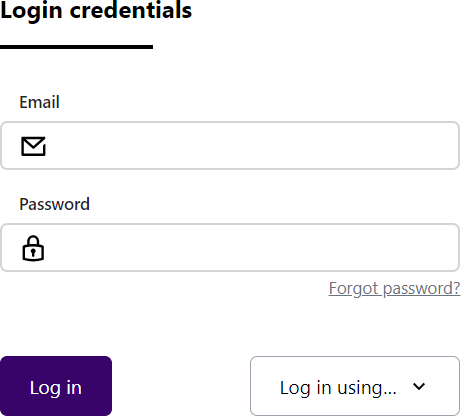 Login credentials
Email
Password
Forgot password?
Log in
Log in using...